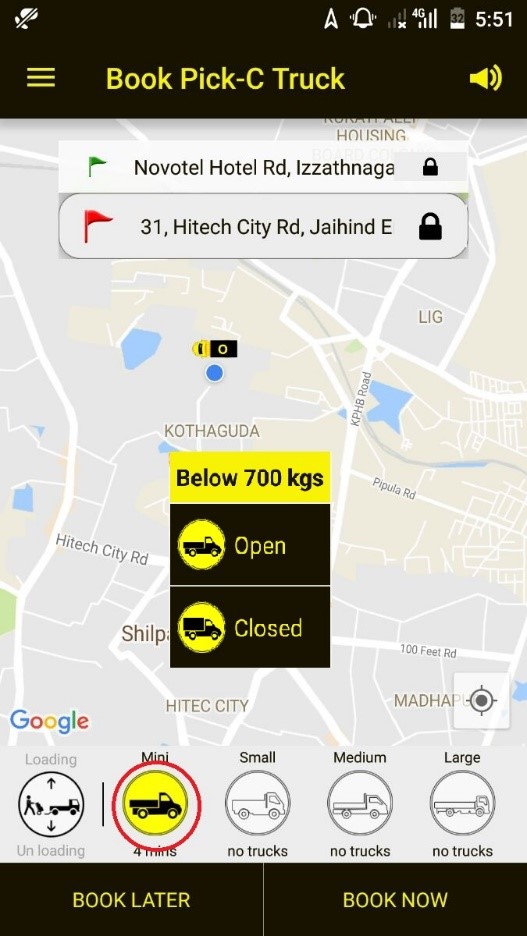 4G
32
5:51
Book Pick-C Truck
HOUSING
Novotel Hotel Rd, Izzathnaga
31, Hitech City Rd, Jaihind E
LIG
O
KPHB Road
KOTHAGUDA
Below 700 kgs
Pipula Rd
Open
Hitech City Rd
Closed
Shilpa
100 Feet Rd
HITEC CITY
MADHAP
Google
Loading
Mini
Small
Medium
Large
Un loading
4 mins
no trucks
no trucks
no trucks
BOOK LATER
BOOK NOW